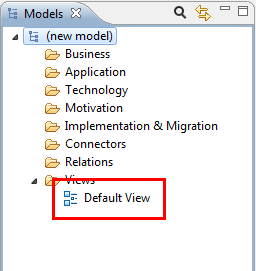 Models
(new model)
Business
Application
Technology
Motivation
Implementation & Migration
Connectors
Relations
Views
Default View